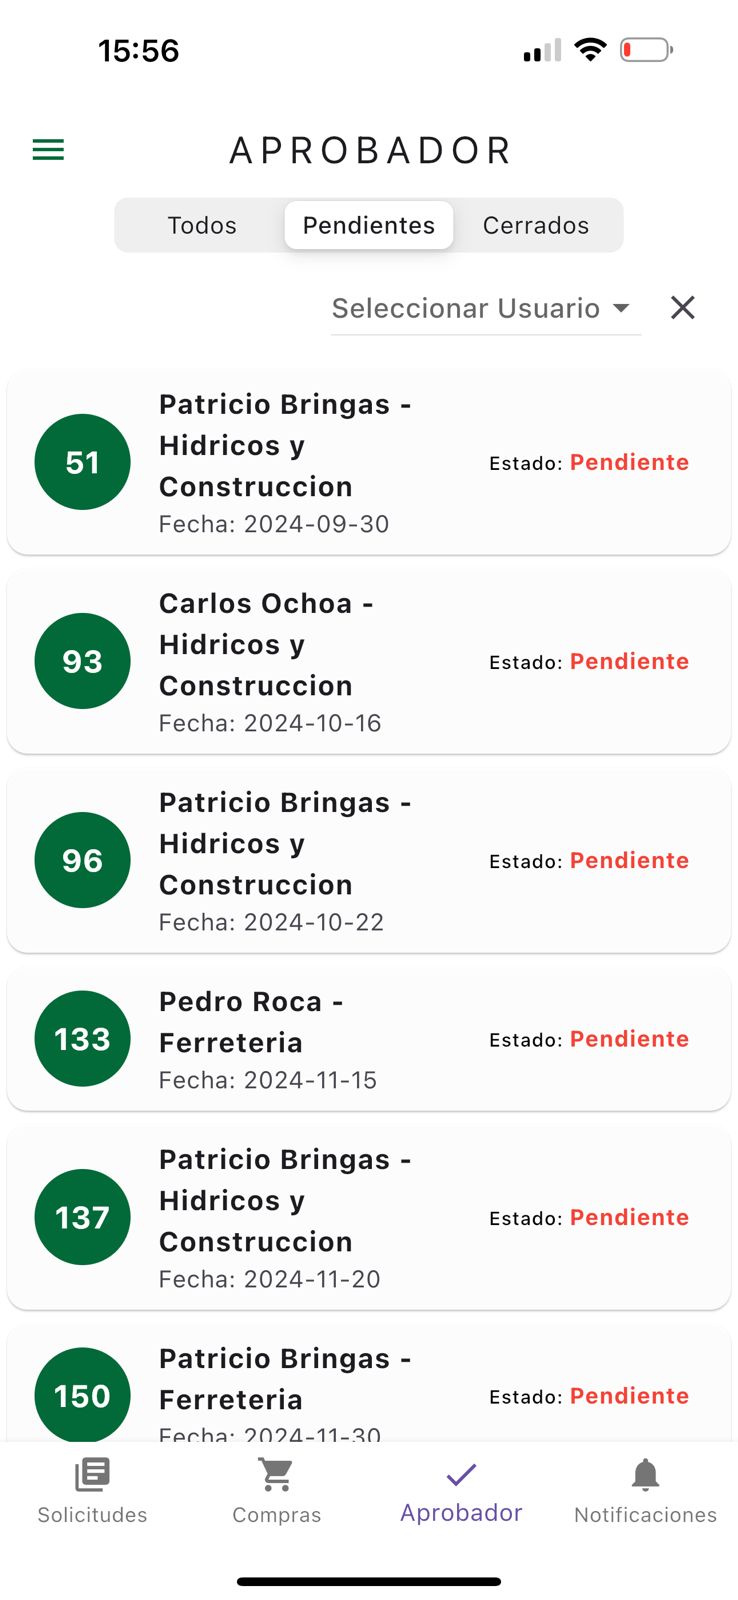 15:56
APROBADOR
Todos Pendientes Cerrados
Seleccionar Usuario
51
Patricio Bringas -
Hidricos y
Construccion
Fecha: 2024-09-30
Estado: Pendiente
93
Carlos Ochoa -
Hidricos y
Construccion
Fecha: 2024-10-16
Estado: Pendiente
96
Patricio Bringas -
Hidricos y
Construccion
Fecha: 2024-10-22
Estado: Pendiente
133
Pedro Roca -
Ferreteria
Fecha: 2024-11-15
Estado: Pendiente
137
Patricio Bringas -
Hidricos y
Construccion
Fecha: 2024-11-20
Estado: Pendiente
150
Patricio Bringas -
Ferreteria
Fecha: 2024-11-30
Estado: Pendiente
Solicitudes Compras Aprobador Notificaciones